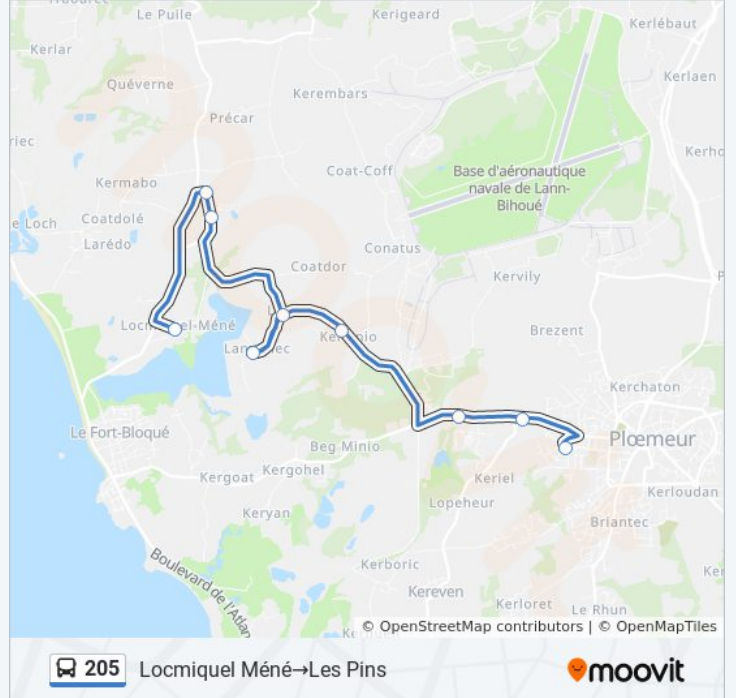 Le Puile
Kerigeard
Kerlébaut
Kerlar
Quéverne
Kerembars
Kerlaen
Précar
riec
Coat-Coff
Base d'aéronautique
navale de Lann-
Bihoué
Kerho
Kermabo
e Loch
Coatdolé
Larédo
Conatus
Coatdor
Kervily
P
Brezent
Kerchaton
Le Fort-Bloqué
Beg Minio
Plœmeur
Kergoat
Kergohel
Keriel
Kerloudan
Lopeheur
Keryan
Briantec
Boulevard de l'Atlan
Kerboric
Ker
Kereven
Kerloret
Le Rhun
© OpenStreetMap contributors | © OpenMapTiles
205
Locmiquel Méné→Les Pins
moovit